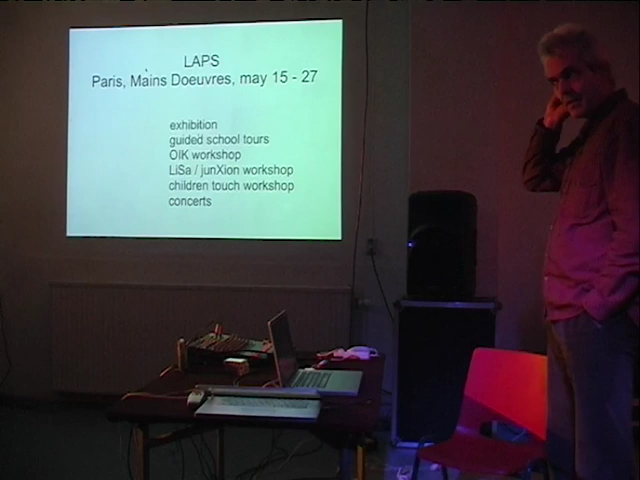 LAPS
Paris, Mains Doeuvres, may 15 - 27
exhibition
guided school tours
OIK workshop
LiSa / junXion workshop
children touch workshop
concerts